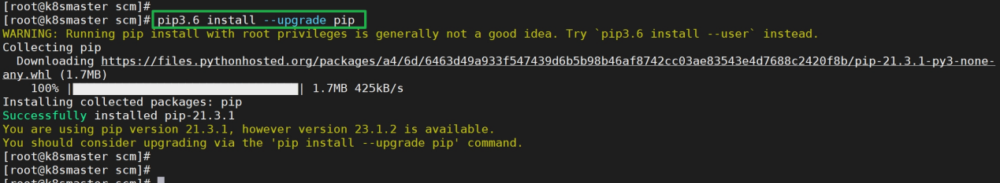 [root@k8smaster scm]#
[root@k8smaster scm]# pip3.6 install --upgrade pip
WARNING: Running pip install with root privileges is generally not a good idea. Try `pip3.6 install --user` instead.
Collecting pip
  Downloading https://files.pythonhosted.org/packages/a4/6d/6463d49a933f547439d6b5b98b46af8742cc03ae83543e4d7688c2420f8b/pip-21.3.1-py3-none-
any.whl (1.7MB)
    100% |████████████████████████████████| 1.7MB 425kB/s
Installing collected packages: pip
Successfully installed pip-21.3.1
You are using pip version 21.3.1, however version 23.1.2 is available.
You should consider upgrading via the 'pip install --upgrade pip' command.
[root@k8smaster scm]#
[root@k8smaster scm]#
[root@k8smaster scm]#